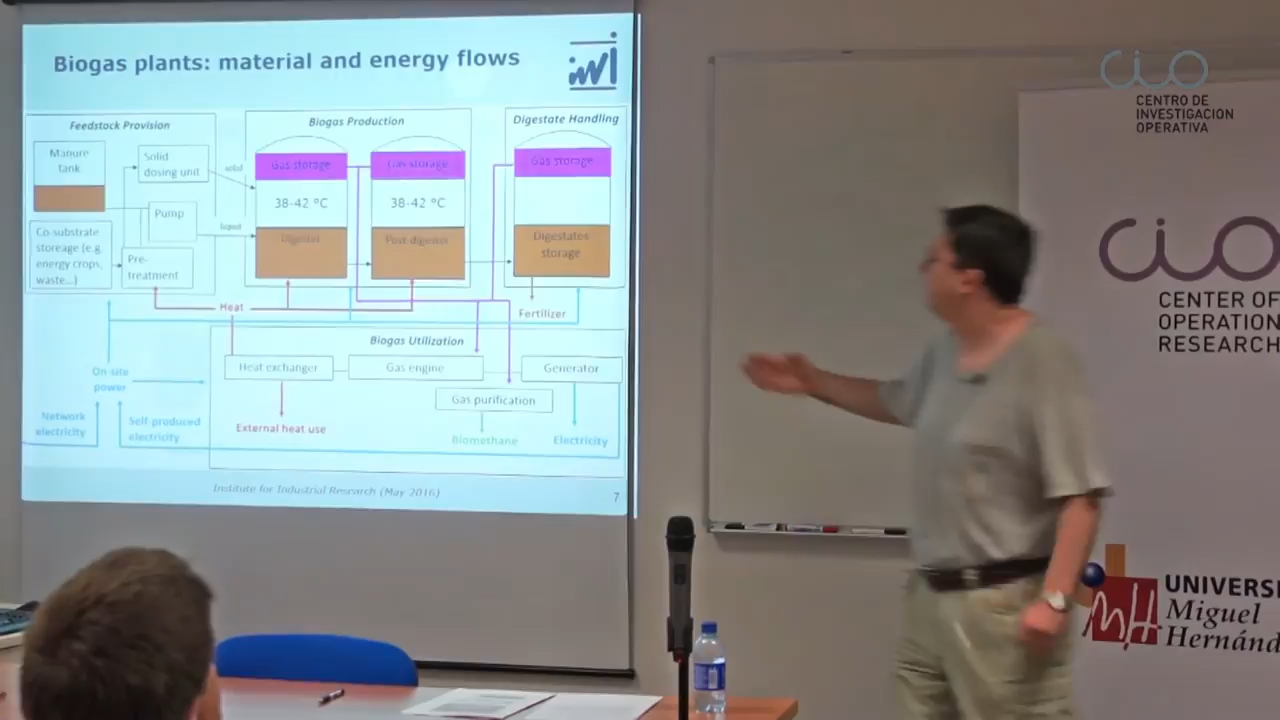 Biogas plants: material and energy flows
Feedstock Provision
Manure
tank
Solid
dosing unit
Pump
Co-substrate
storeage (e.g.
energy crops,
waste...)
Pre-
treatment
solid
liquid
Biogas Production
Gas storage
38-42 °C
Digester
Gas storage
38-42 °C
Post-digester
Digestate Handling
Gas storage
Digestates
storage
Fertilizer
Heat
Biogas Utilization
Heat exchanger
Gas engine
Generator
Gas purification
External heat use
Biomethane
Electricity
On-site
power
Network
electricity
Self-produced
electricity
Institute for Industrial Research (May 2016)
7
CIO
CENTRO DE
INVESTIGACION
OPERATIVA
CIO
CENTER OF
OPERATION
RESEARCH
UNIVERSI
Miguel
Hernánd